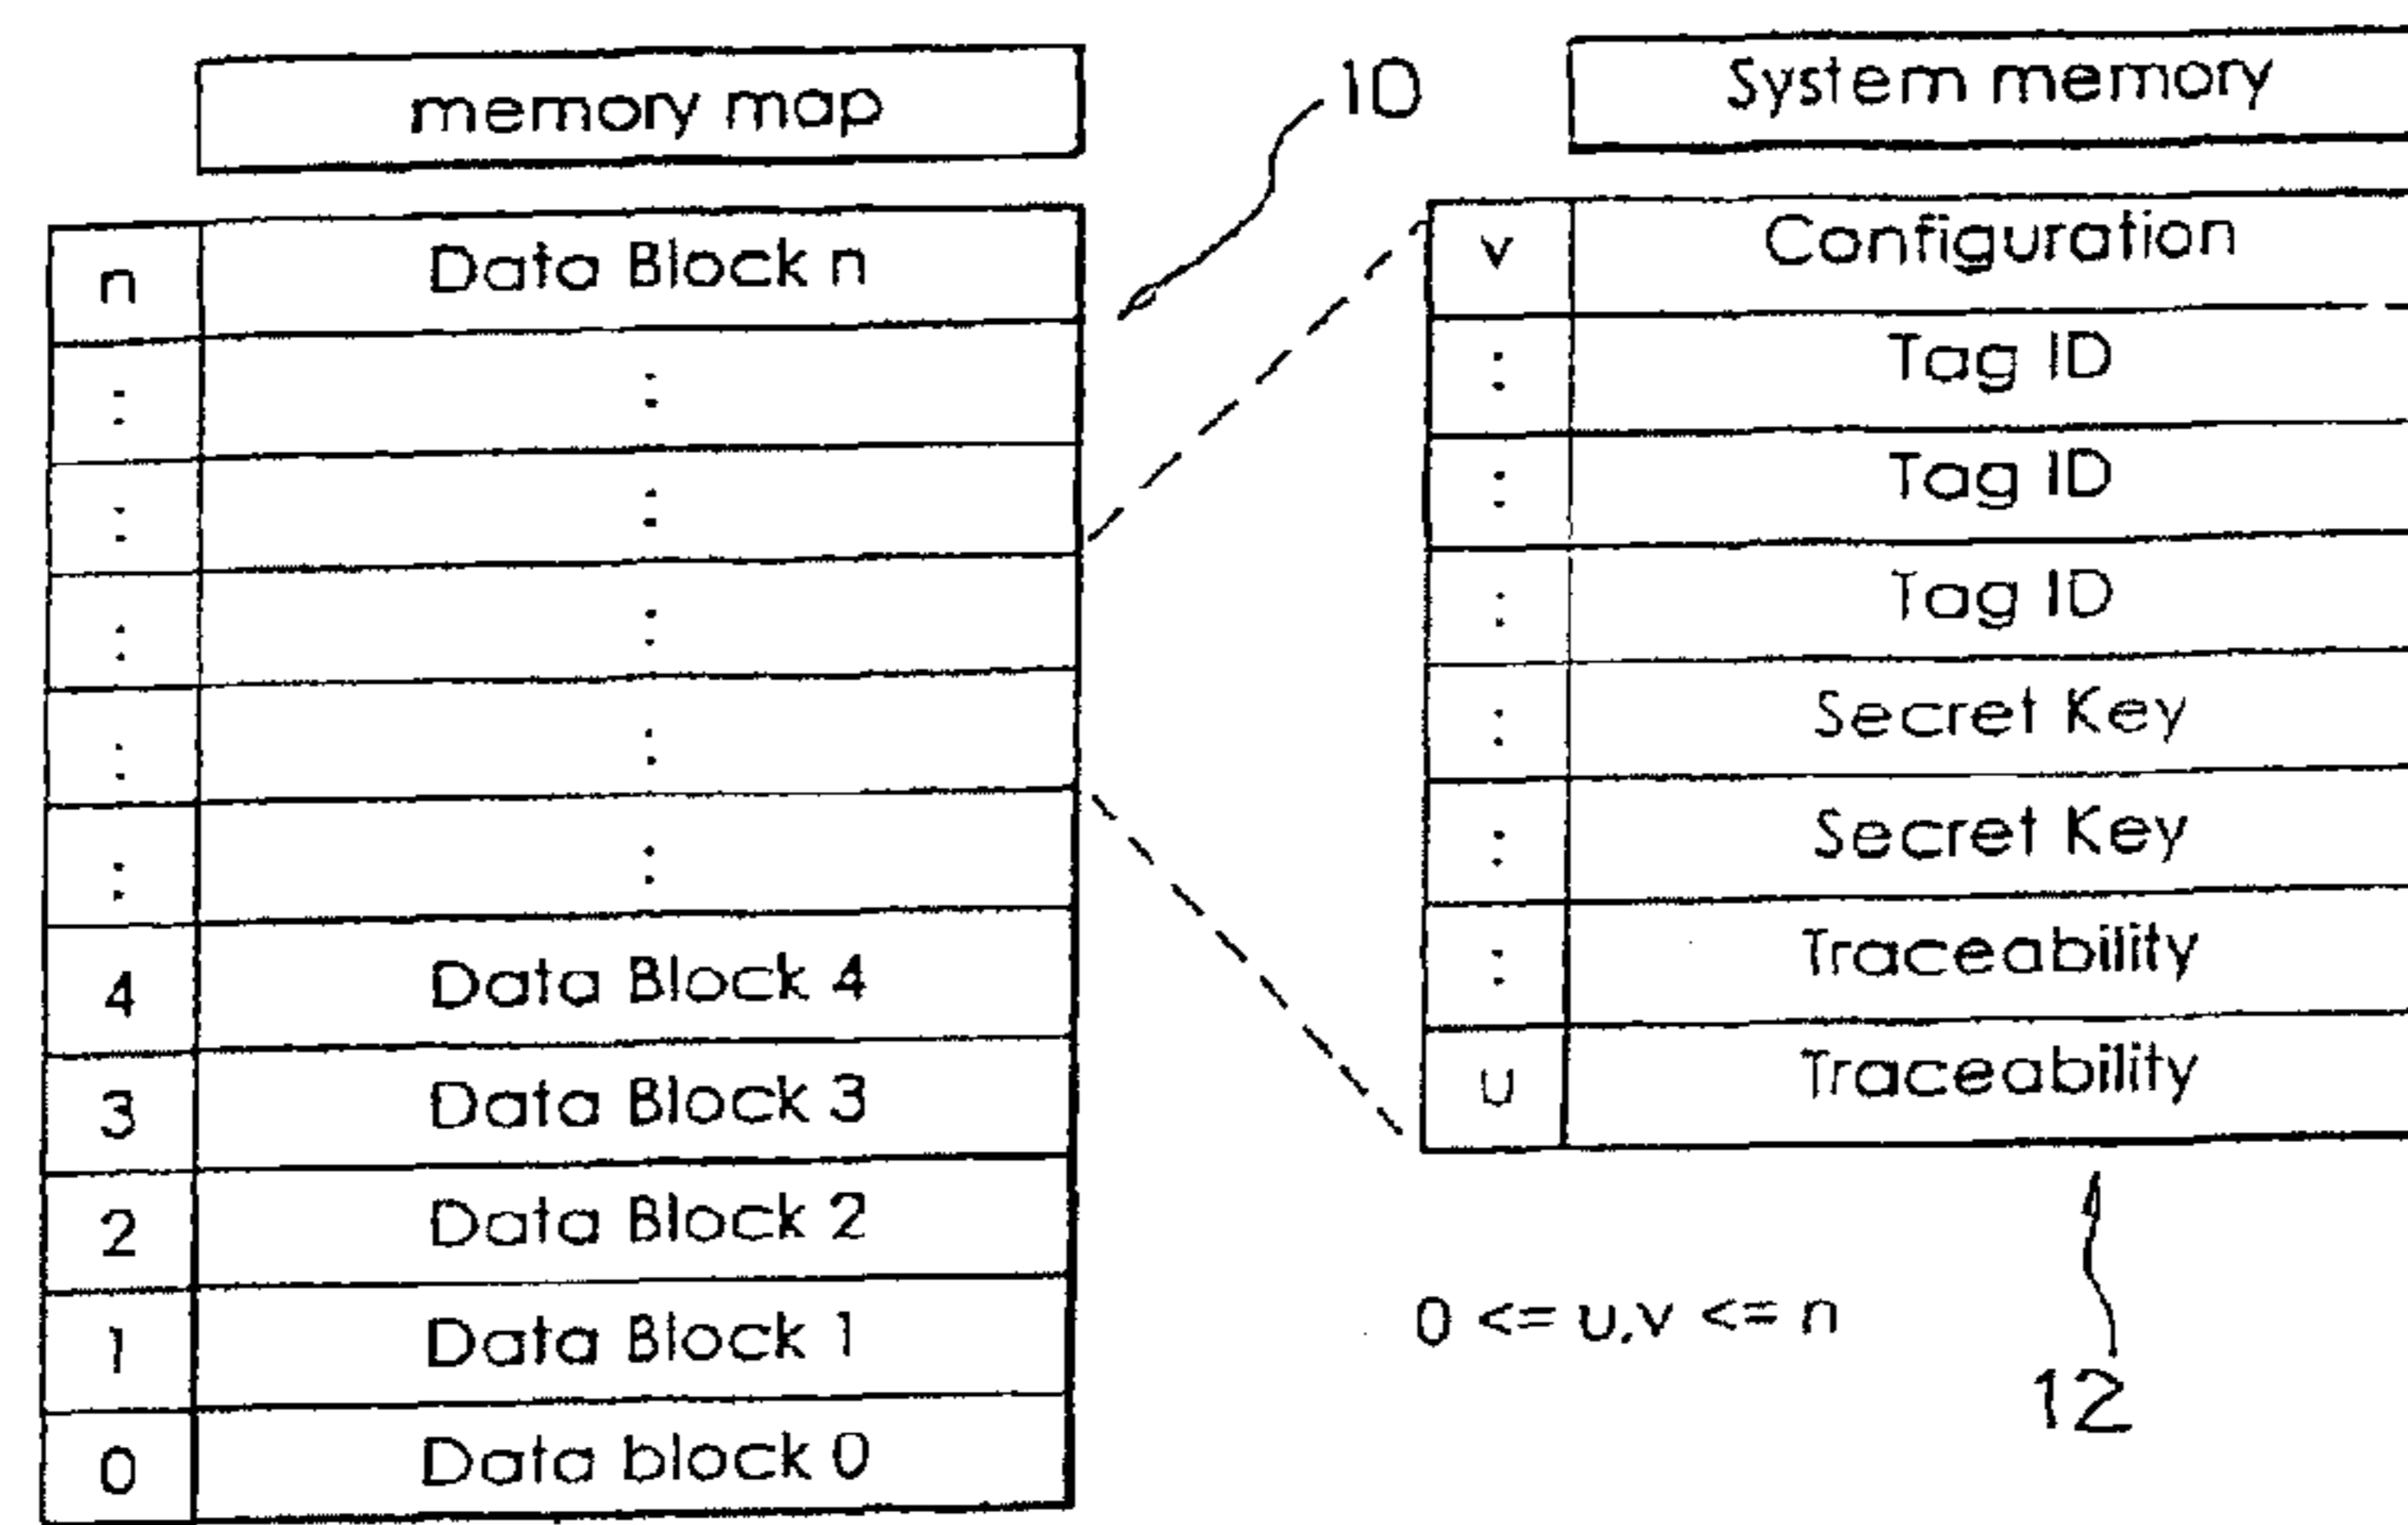 memory map
10
n Data Block n
: :
: :
: :
: :
: :
4 Data Block 4
3 Data Block 3
2 Data Block 2
1 Data Block 1
0 Data block 0
System memory
v Configuration
: Tag ID
: Tag ID
: Tag ID
: Secret Key
: Secret Key
: Traceability
u Traceability
0 <= u,v <= n
12